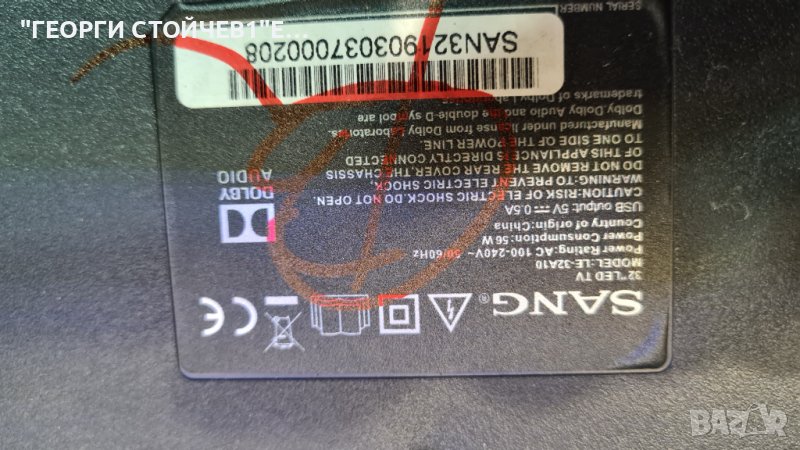 "ГЕОРГИ СТОЙЧЕВ1"Е...
SANG®
32"LED TV
MODEL:LE-32A10
Power Rating:AC 100-240V~ 50/60Hz
Power Consumption:56 W
Country of origin:China
USB output:5V 0.5A
CAUTION-RISK OF ELECTRIC SHOCK.DO NOT OPEN.
WARNING-TO PREVENT ELECTRIC SHOCK.
DO NOT REMOVE THE REAR COVER.THE CHASSIS
OF THIS APPLIANCE IS DIRECTLY CONNECTED
TO ONE SIDE OF THE POWER LINE.
DOLBY
AUDIO
Manufactured under license from Dolby Laboratories.
Dolby,Dolby Audio and the double-D symbol are
trademarks of Dolby
SERIAL NUMBER
SAN321903037000208
CE
BAZAR